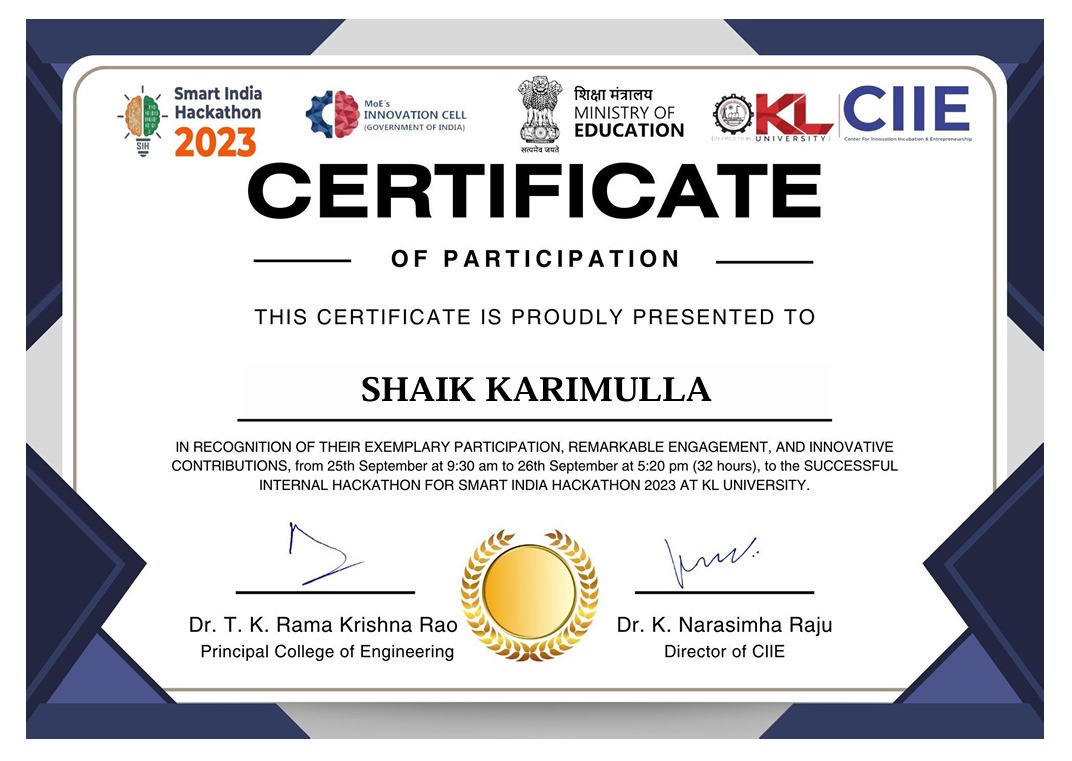 Smart India
Hackathon
2023
SIH
MoE's
INNOVATION CELL
(GOVERNMENT OF INDIA)
सत्यमेव जयते
शिक्षा मंत्रालय
MINISTRY OF
EDUCATION
KL
UNIVERSITY
CIIE
Center For Innovation Incubation & Entrepreneurship
CERTIFICATE
OF PARTICIPATION
THIS CERTIFICATE IS PROUDLY PRESENTED TO
SHAIK KARIMULLA
IN RECOGNITION OF THEIR EXEMPLARY PARTICIPATION, REMARKABLE ENGAGEMENT, AND INNOVATIVE
CONTRIBUTIONS, from 25th September at 9:30 am to 26th September at 5:20 pm (32 hours), to the SUCCESSFUL
INTERNAL HACKATHON FOR SMART INDIA HACKATHON 2023 AT KL UNIVERSITY.
Dr. T. K. Rama Krishna Rao
Principal College of Engineering
Dr. K. Narasimha Raju
Director of CIIE